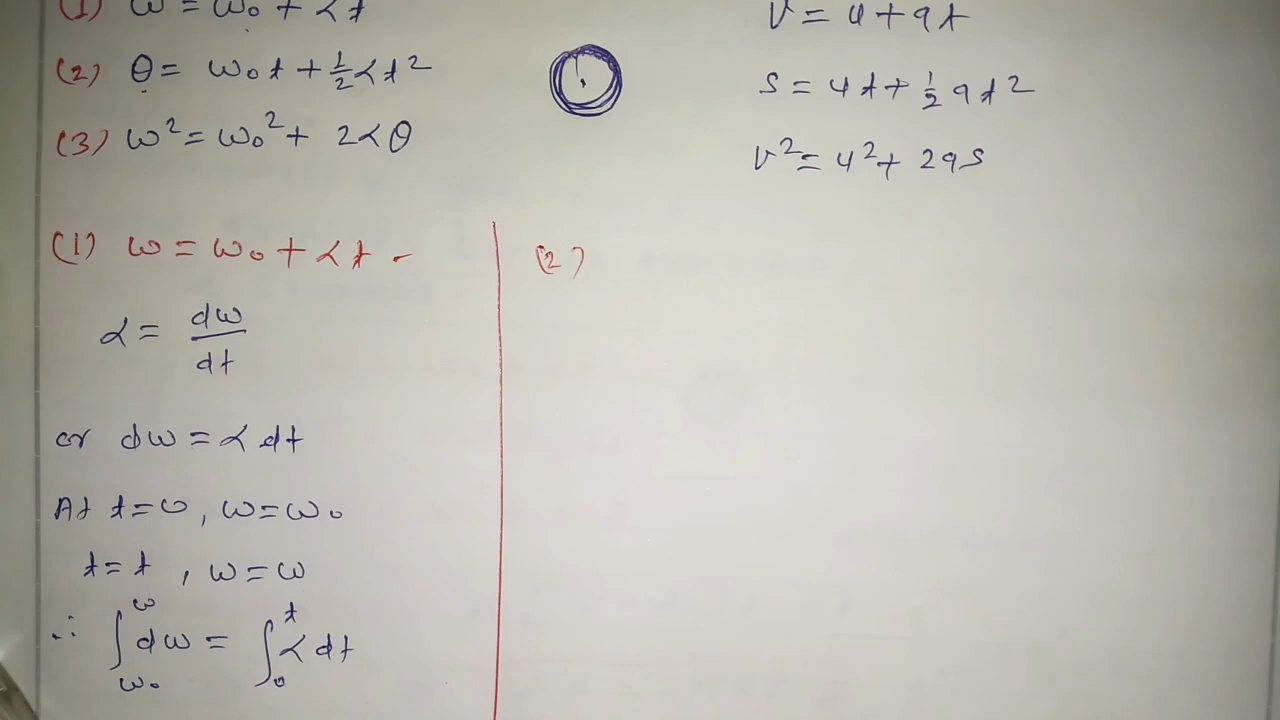 (1) ω = ω₀ + αt
(2) θ = ω₀t + ½αt²
(3) ω² = ω₀² + 2αθ
v = u + at
s = ut + ½at²
v² = u² + 2as
(1) ω = ω₀ + αt -
α = dω/dt
or dω = α dt
At t = 0, ω = ω₀
t = t, ω = ω
∴ ∫_{ω₀}^{ω} dω = ∫_{0}^{t} α dt
(2)